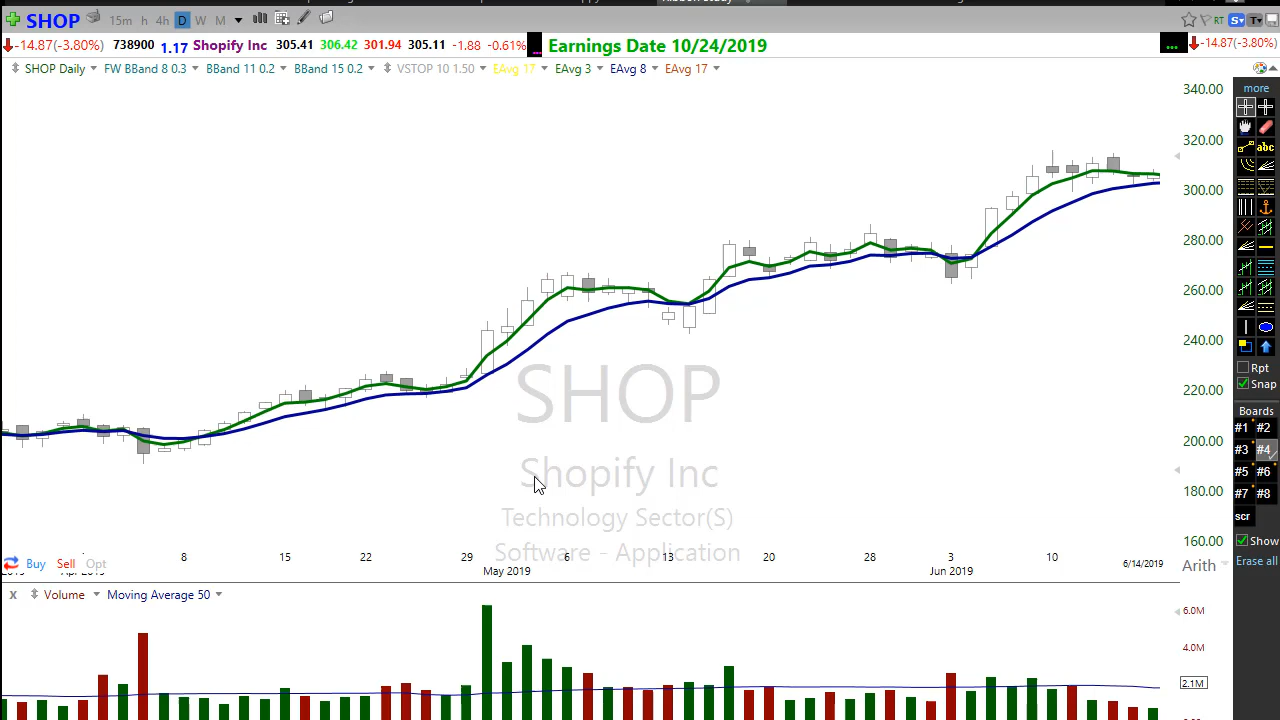 SHOP 15m h 4h D W M RT S T
-14.87(-3.80%) 738900 1.17 Shopify Inc 305.41 306.42 301.94 305.11 -1.88 -0.61% ... Earnings Date 10/24/2019 ... -14.87(-3.80%)
SHOP Daily FW BBand 8 0.3 BBand 11 0.2 BBand 15 0.2 VSTOP 10 1.50 EAvg 17 EAvg 3 EAvg 8 EAvg 17
more
abc
340.00
320.00
300.00
280.00
260.00
240.00
220.00
200.00
180.00
160.00
Rpt
Snap
Boards
#1 #2
#3 #4
#5 #6
#7 #8
scr
Show
Erase all
SHOP
Shopify Inc
Technology Sector(S)
Software - Application
8 15 22 29 6 13 20 28 3 10
Buy Sell Opt
May 2019 Jun 2019 6/14/2019 Arith
X Volume Moving Average 50
6.0M
4.0M
2.1M